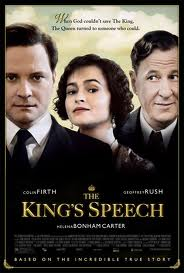 When God couldn't save The King,
The Queen turned to someone who could.
COLIN FIRTH
GEOFFREY RUSH
THE
KING'S SPEECH
HELENA BONHAM CARTER
BASED ON THE INCREDIBLE TRUE STORY